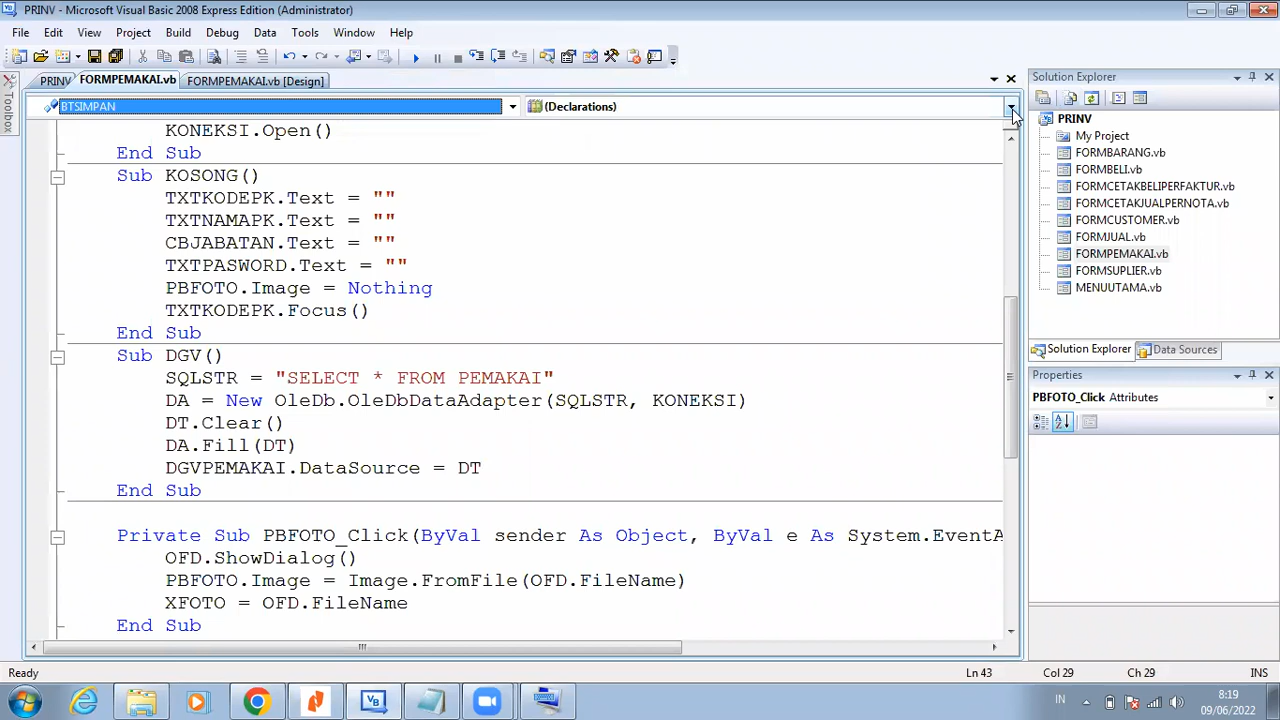 PRINV - Microsoft Visual Basic 2008 Express Edition (Administrator)
File Edit View Project Build Debug Data Tools Window Help
PRINV FORMPEMAKAI.vb FORMPEMAKAI.vb [Design]
Toolbox
BTSIMPAN (Declarations)
KONEKSI.Open()
End Sub
Sub KOSONG()
TXTKODEPK.Text = ""
TXTNAMAPK.Text = ""
CBJABATAN.Text = ""
TXTPASWORD.Text = ""
PBFOTO.Image = Nothing
TXTKODEPK.Focus()
End Sub
Sub DGV()
SQLSTR = "SELECT * FROM PEMAKAI"
DA = New OleDb.OleDbDataAdapter(SQLSTR, KONEKSI)
DT.Clear()
DA.Fill(DT)
DGVPEMAKAI.DataSource = DT
End Sub
Private Sub PBFOTO_Click(ByVal sender As Object, ByVal e As System.EventA
OFD.ShowDialog()
PBFOTO.Image = Image.FromFile(OFD.FileName)
XFOTO = OFD.FileName
End Sub
Solution Explorer
PRINV
My Project
FORMBARANG.vb
FORMBELI.vb
FORMCETAKBELIPERFAKTUR.vb
FORMCETAKJUALPERNOTA.vb
FORMCUSTOMER.vb
FORMJUAL.vb
FORMPEMAKAI.vb
FORMSUPLIER.vb
MENUUTAMA.vb
Solution Explorer Data Sources
Properties
PBFOTO_Click Attributes
Ready Ln 43 Col 29 Ch 29 INS
IN 8:19
09/06/2022